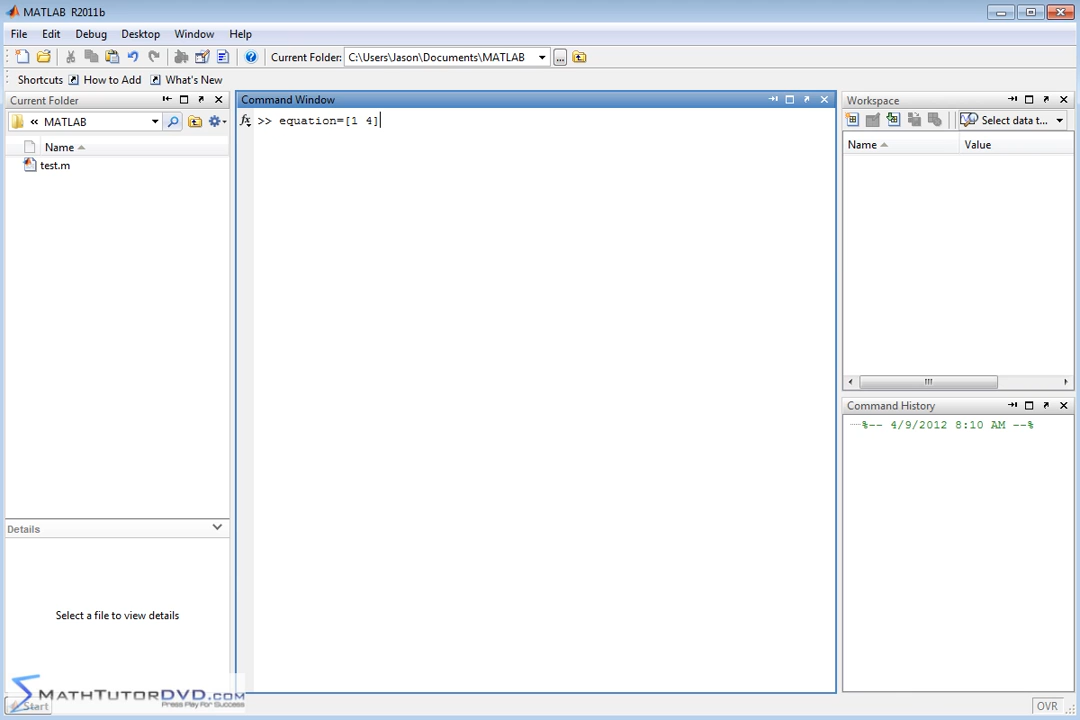 MATLAB R2011b
File Edit Debug Desktop Window Help
Current Folder: C:\Users\Jason\Documents\MATLAB ...
Shortcuts How to Add What's New
Current Folder
« MATLAB
Name
test.m
Details
Select a file to view details
Command Window
>> equation=[1 4]
Workspace
Select data t...
Name Value
Command History
%-- 4/9/2012 8:10 AM --%
MATHTUTORDVD.COM
Press Play For Success
Start
OVR